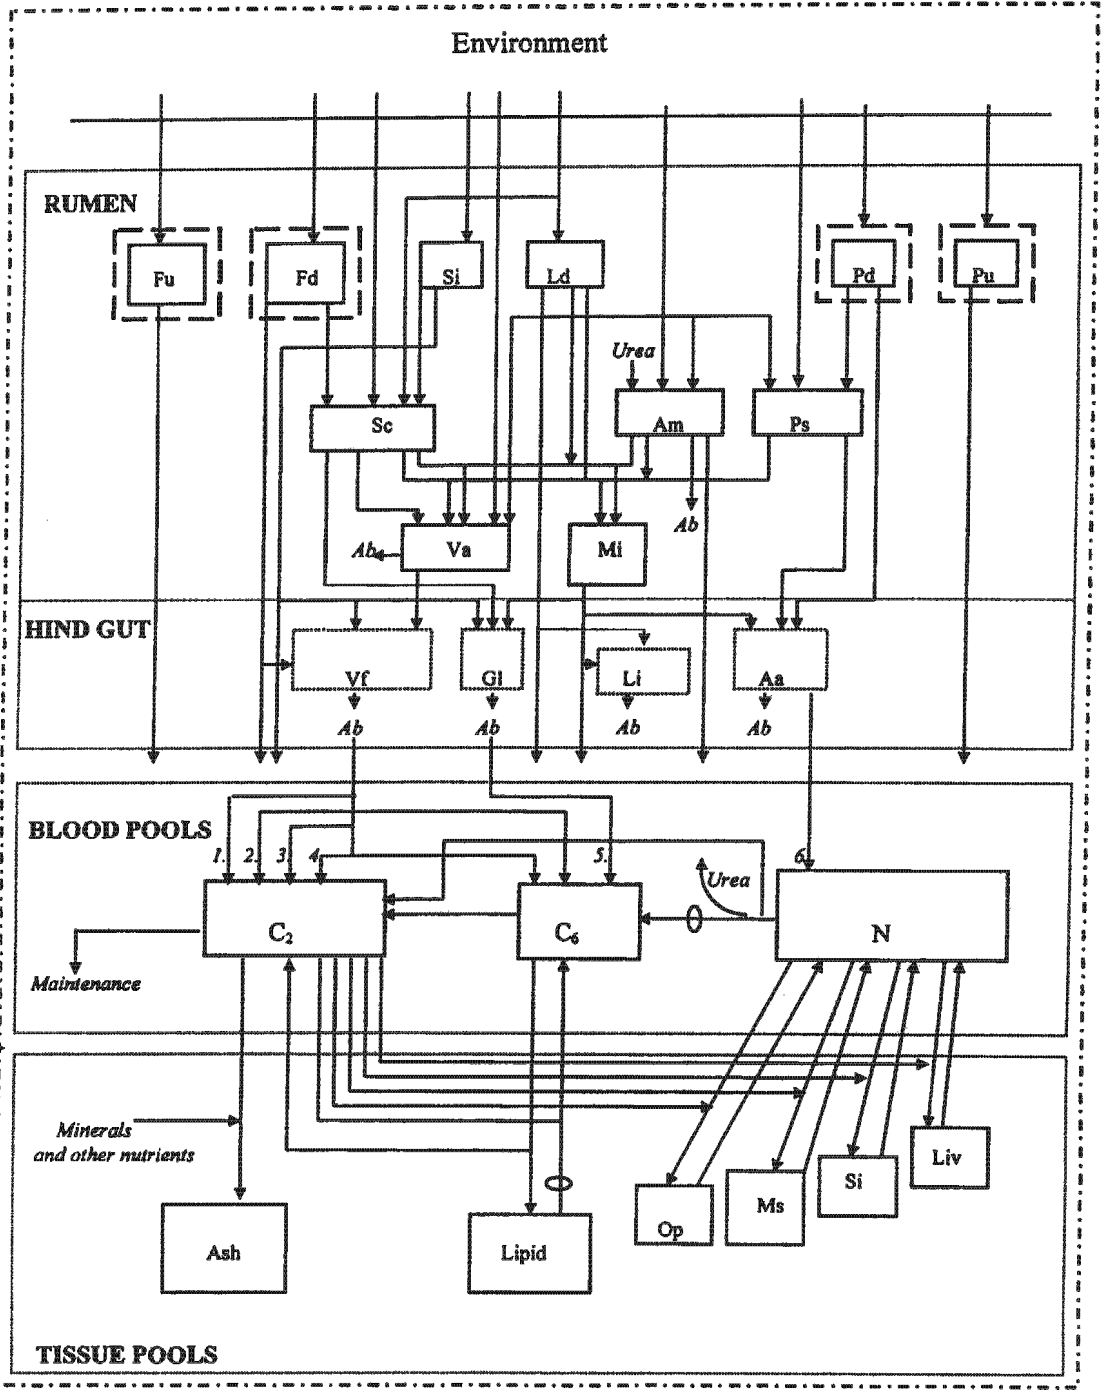 Environment
RUMEN
Fu
Fd
Si
Ld
Pd
Pu
Urea
Sc
Am
Ps
Ab
Va
Ab
Mi
HIND GUT
Vf
Gl
Li
Aa
Ab
Ab
Ab
Ab
BLOOD POOLS
1.
2.
3.
4.
5.
6.
Urea
C2
C6
N
Maintenance
Minerals
and other nutrients
Ash
Lipid
Op
Ms
Si
Liv
TISSUE POOLS